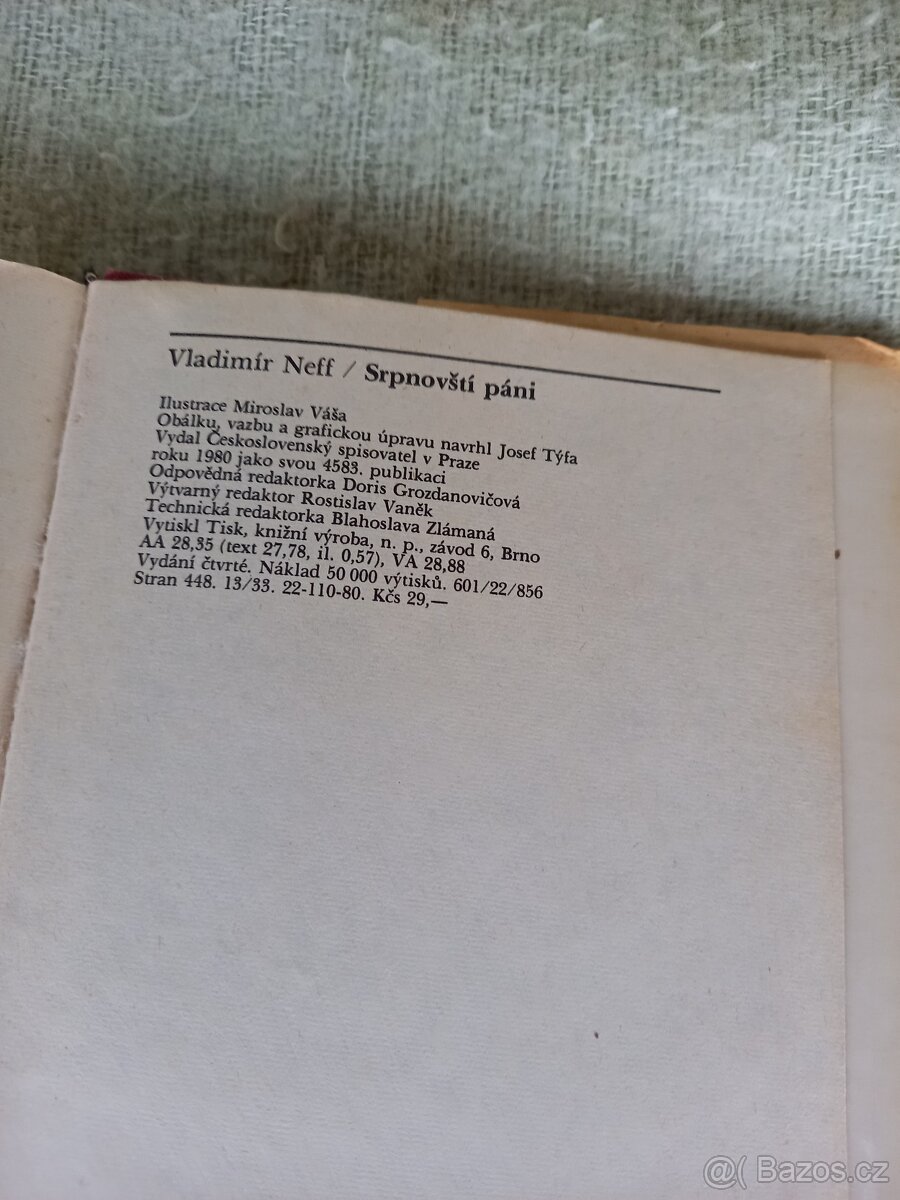 Vladimír Neff / Srpnovští páni
Ilustrace Miroslav Váša
Obálku, vazbu a grafickou úpravu navrhl Josef Týfa
Vydal Československý spisovatel v Praze
roku 1980 jako svou 4583. publikaci
Odpovědná redaktorka Doris Grozdanovičová
Výtvarný redaktor Rostislav Vaněk
Technická redaktorka Blahoslava Zlámaná
Vytiskl Tisk, knižní výroba, n. p., závod 6, Brno
AA 28,35 (text 27,78, il. 0,57), VA 28,88
Vydání čtvrté. Náklad 50 000 výtisků. 601/22/856
Stran 448. 13/33. 22-110-80. Kčs 29,—
@( Bazos.cz